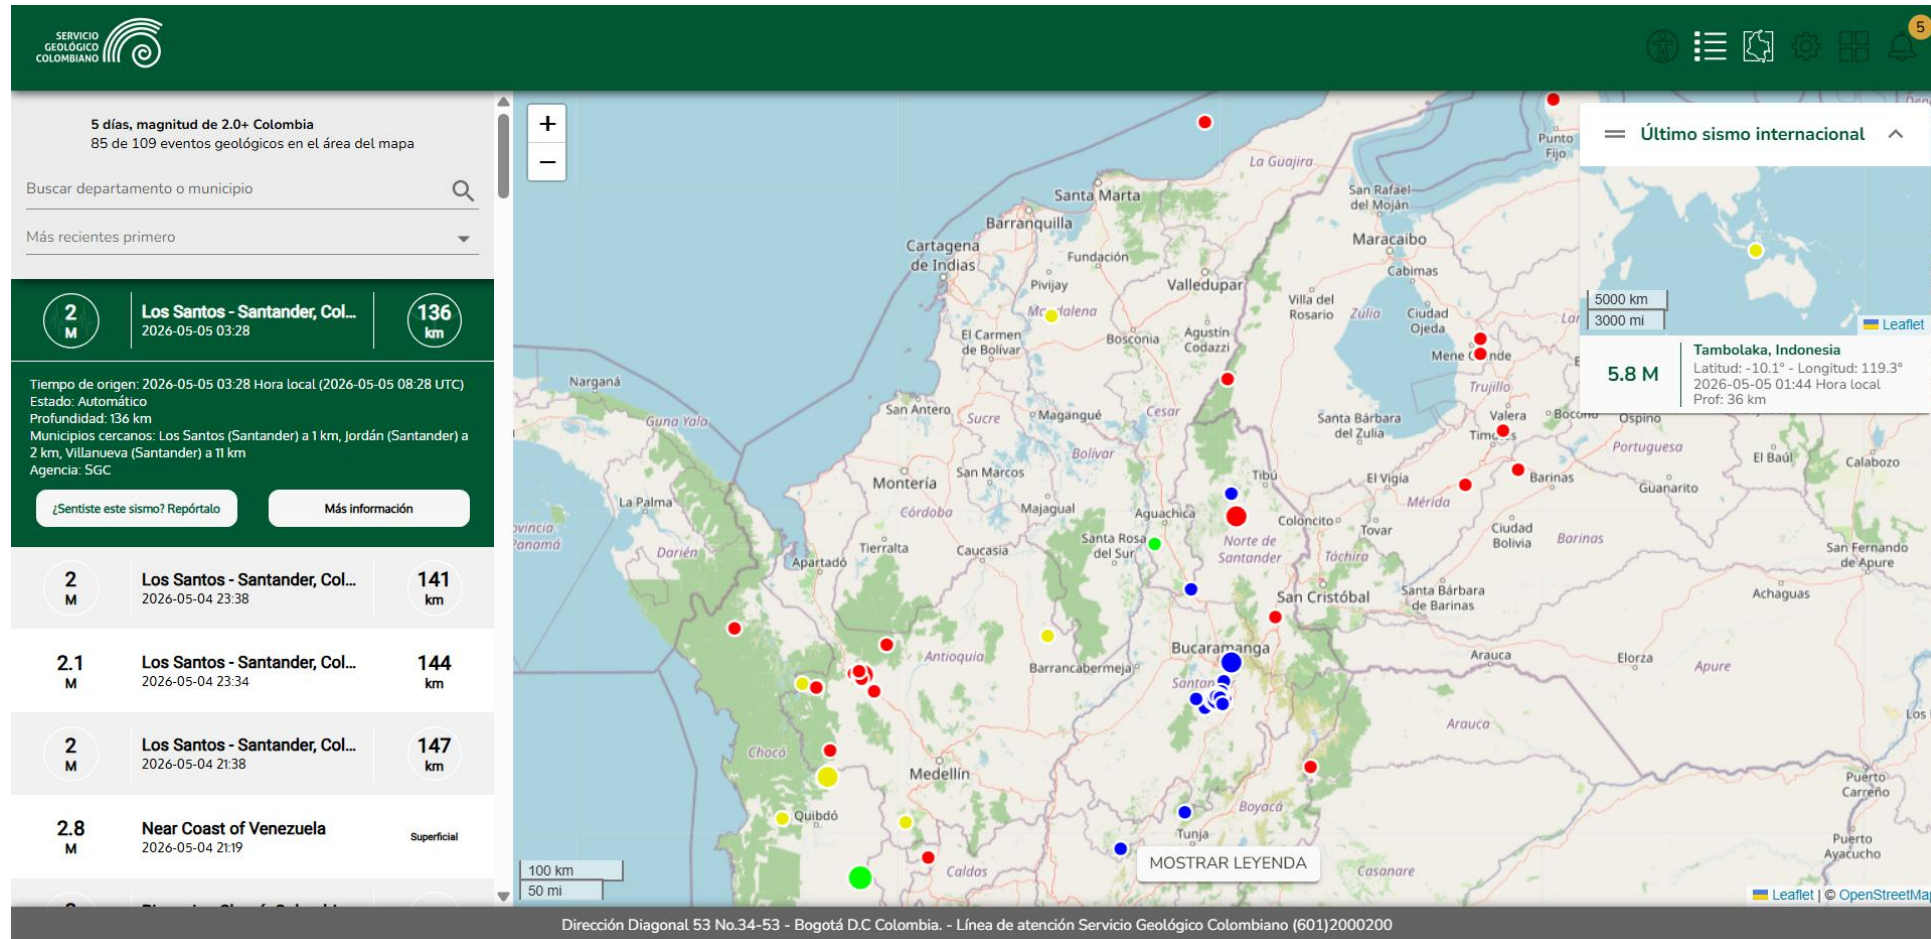 SERVICIO
GEOLÓGICO
COLOMBIANO
5
5 días, magnitud de 2.0+ Colombia
85 de 109 eventos geológicos en el área del mapa
Buscar departamento o municipio
Más recientes primero
2
M
Los Santos - Santander, Col...
2026-05-05 03:28
136
km
Tiempo de origen: 2026-05-05 03:28 Hora local (2026-05-05 08:28 UTC)
Estado: Automático
Profundidad: 136 km
Municipios cercanos: Los Santos (Santander) a 1 km, Jordán (Santander) a
2 km, Villanueva (Santander) a 11 km
Agencia: SGC
¿Sentiste este sismo? Repórtalo
Más información
2
M
Los Santos - Santander, Col...
2026-05-04 23:38
141
km
2.1
M
Los Santos - Santander, Col...
2026-05-04 23:34
144
km
2
M
Los Santos - Santander, Col...
2026-05-04 21:38
147
km
2.8
M
Near Coast of Venezuela
2026-05-04 21:19
Superficial
+
−
La Guajira
Punto
Fijo
Santa Marta
San Rafael
del Moján
Barranquilla
Maracaibo
Cartagena
de Indias
Fundación
Cabimas
Pivijay
Valledupar
Villa del
Rosario
Zulia
Ciudad
Ojeda
El Carmen
de Bolívar
Bosconia
Agustín
Codazzi
Narganá
Guna Yala
San Antero
Sucre
Magangué
Cesar
Santa Bárbara
del Zulia
Trujillo
Valera
Boconó
Ospino
Portuguesa
Bolívar
El Baúl
Calabozo
Montería
San Marcos
Tibú
El Vigía
Mérida
Barinas
Guanarito
La Palma
Córdoba
Majagual
Aguachica
Coloncito
Tovar
Ciudad
Bolivia
Barinas
Panamá
Darién
Tierralta
Caucasia
Santa Rosa
del Sur
Norte de
Santander
Táchira
San Fernando
de Apure
Apartadó
San Cristóbal
Santa Bárbara
de Barinas
Achaguas
Antioquia
Barrancabermeja
Bucaramanga
Arauca
Elorza
Apure
Arauca
Chocó
Medellín
Puerto
Carreño
Quibdó
Boyacá
Tunja
Puerto
Ayacucho
Caldas
Casanare
MOSTRAR LEYENDA
100 km
50 mi
Leaflet | © OpenStreetMap
Último sismo internacional
5000 km
3000 mi
Leaflet
5.8 M
Tambolaka, Indonesia
Latitud: -10.1° - Longitud: 119.3°
2026-05-05 01:44 Hora local
Prof: 36 km
Dirección Diagonal 53 No.34-53 - Bogotá D.C Colombia. - Línea de atención Servicio Geológico Colombiano (601)2000200